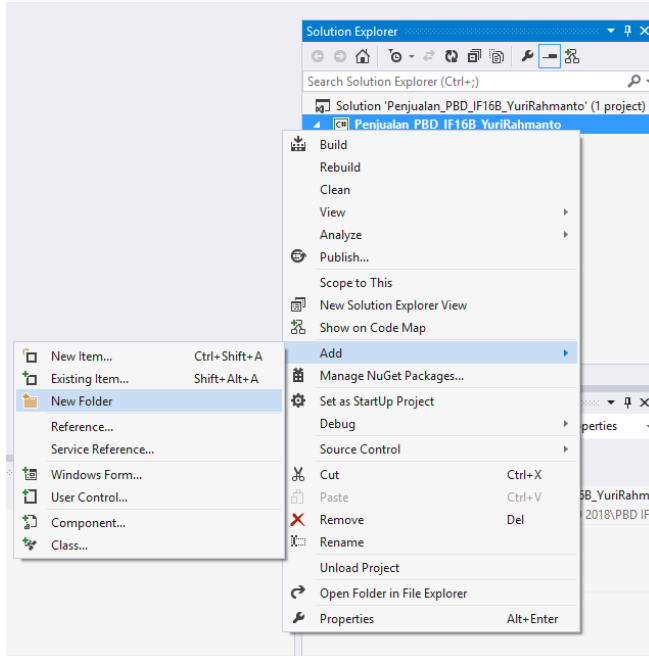 Solution Explorer
Search Solution Explorer (Ctrl+;)
Solution 'Penjualan_PBD_IF16B_YuriRahmanto' (1 project)
C# Penjualan_PBD_IF16B_YuriRahmanto
Build
Rebuild
Clean
View
Analyze
Publish...
Scope to This
New Solution Explorer View
Show on Code Map
Add
Manage NuGet Packages...
Set as StartUp Project
Debug
Source Control
Cut Ctrl+X
Paste Ctrl+V
Remove Del
Rename
Unload Project
Open Folder in File Explorer
Properties Alt+Enter
New Item... Ctrl+Shift+A
Existing Item... Shift+Alt+A
New Folder
Reference...
Service Reference...
Windows Form...
User Control...
Component...
Class...
perties
6B_YuriRahm
2018\PBD IF